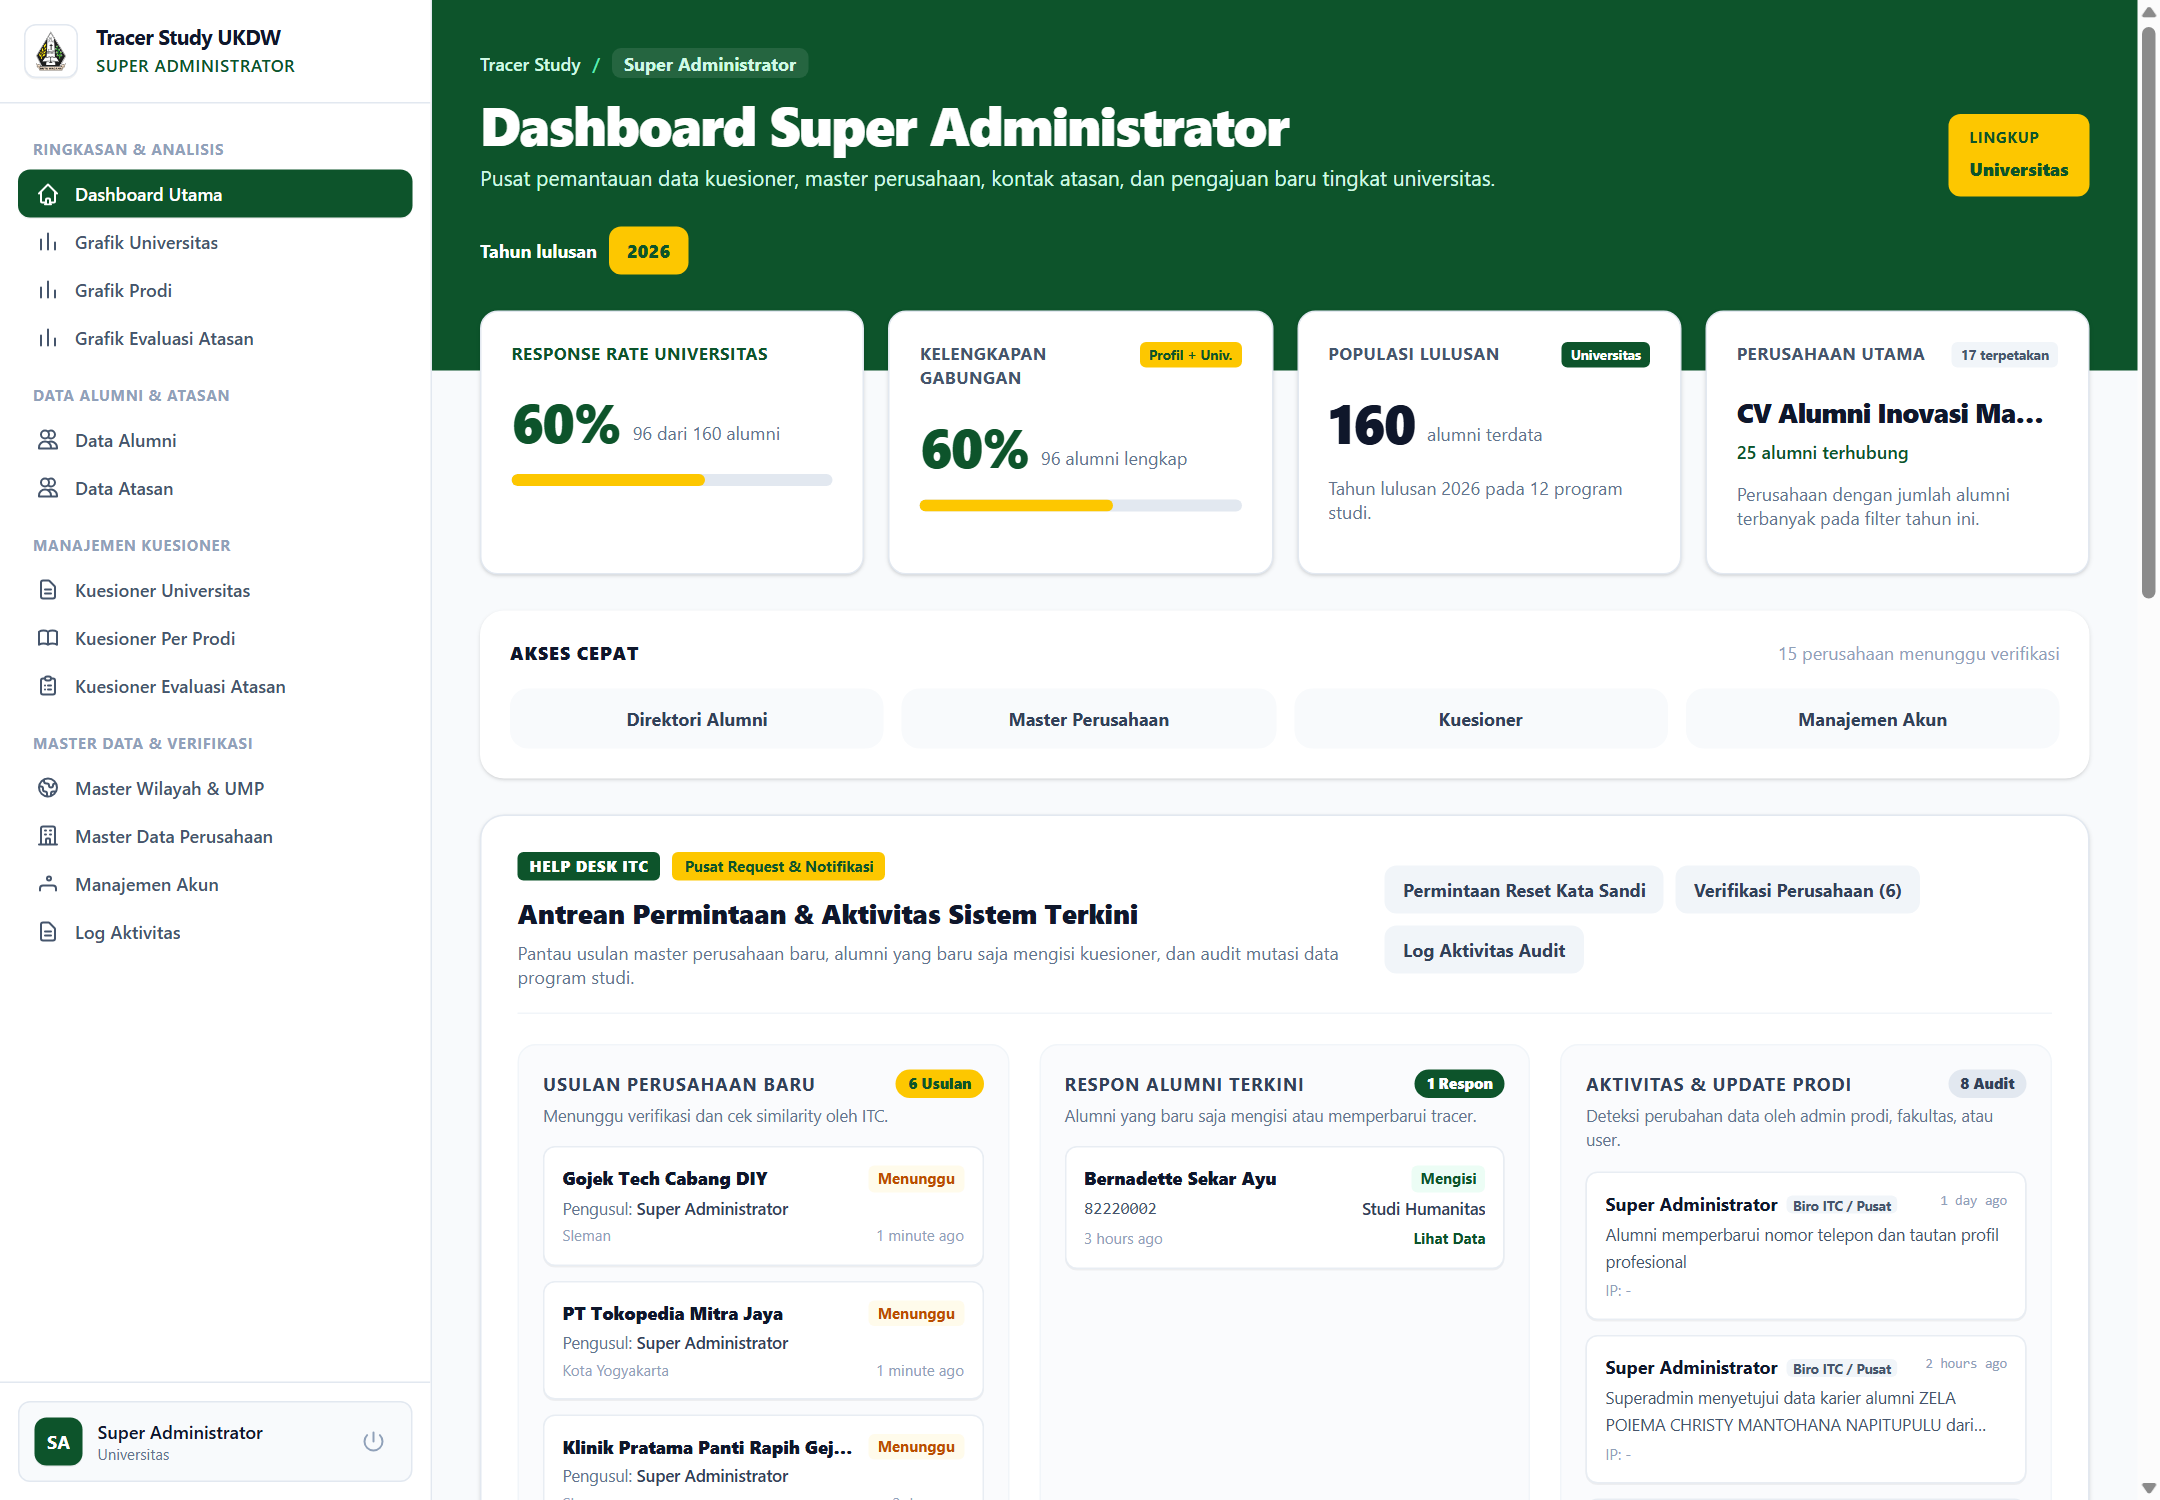 Tracer Study UKDW
SUPER ADMINISTRATOR
RINGKASAN & ANALISIS
Dashboard Utama
Grafik Universitas
Grafik Prodi
Grafik Evaluasi Atasan
DATA ALUMNI & ATASAN
Data Alumni
Data Atasan
MANAJEMEN KUESIONER
Kuesioner Universitas
Kuesioner Per Prodi
Kuesioner Evaluasi Atasan
MASTER DATA & VERIFIKASI
Master Wilayah & UMP
Master Data Perusahaan
Manajemen Akun
Log Aktivitas
SA
Super Administrator
Universitas
Tracer Study / Super Administrator
Dashboard Super Administrator
Pusat pemantauan data kuesioner, master perusahaan, kontak atasan, dan pengajuan baru tingkat universitas.
LINGKUP
Universitas
Tahun lulusan 2026
RESPONSE RATE UNIVERSITAS
60% 96 dari 160 alumni
KELENGKAPAN
GABUNGAN
Profil + Univ.
60% 96 alumni lengkap
POPULASI LULUSAN Universitas
160 alumni terdata
Tahun lulusan 2026 pada 12 program
studi.
PERUSAHAAN UTAMA 17 terpetakan
CV Alumni Inovasi Ma...
25 alumni terhubung
Perusahaan dengan jumlah alumni
terbanyak pada filter tahun ini.
AKSES CEPAT
15 perusahaan menunggu verifikasi
Direktori Alumni
Master Perusahaan
Kuesioner
Manajemen Akun
HELP DESK ITC Pusat Request & Notifikasi
Antrean Permintaan & Aktivitas Sistem Terkini
Pantau usulan master perusahaan baru, alumni yang baru saja mengisi kuesioner, dan audit mutasi data
program studi.
Permintaan Reset Kata Sandi
Verifikasi Perusahaan (6)
Log Aktivitas Audit
USULAN PERUSAHAAN BARU 6 Usulan
Menunggu verifikasi dan cek similarity oleh ITC.
Gojek Tech Cabang DIY Menunggu
Pengusul: Super Administrator
Sleman 1 minute ago
PT Tokopedia Mitra Jaya Menunggu
Pengusul: Super Administrator
Kota Yogyakarta 1 minute ago
Klinik Pratama Panti Rapih Gej... Menunggu
Pengusul: Super Administrator
RESPON ALUMNI TERKINI 1 Respon
Alumni yang baru saja mengisi atau memperbarui tracer.
Bernadette Sekar Ayu Mengisi
82220002 Studi Humanitas
3 hours ago Lihat Data
AKTIVITAS & UPDATE PRODI 8 Audit
Deteksi perubahan data oleh admin prodi, fakultas, atau
user.
Super Administrator Biro ITC / Pusat 1 day ago
Alumni memperbarui nomor telepon dan tautan profil
profesional
IP: -
Super Administrator Biro ITC / Pusat 2 hours ago
Superadmin menyetujui data karier alumni ZELA
POIEMA CHRISTY MANTOHANA NAPITUPULU dari...
IP: -